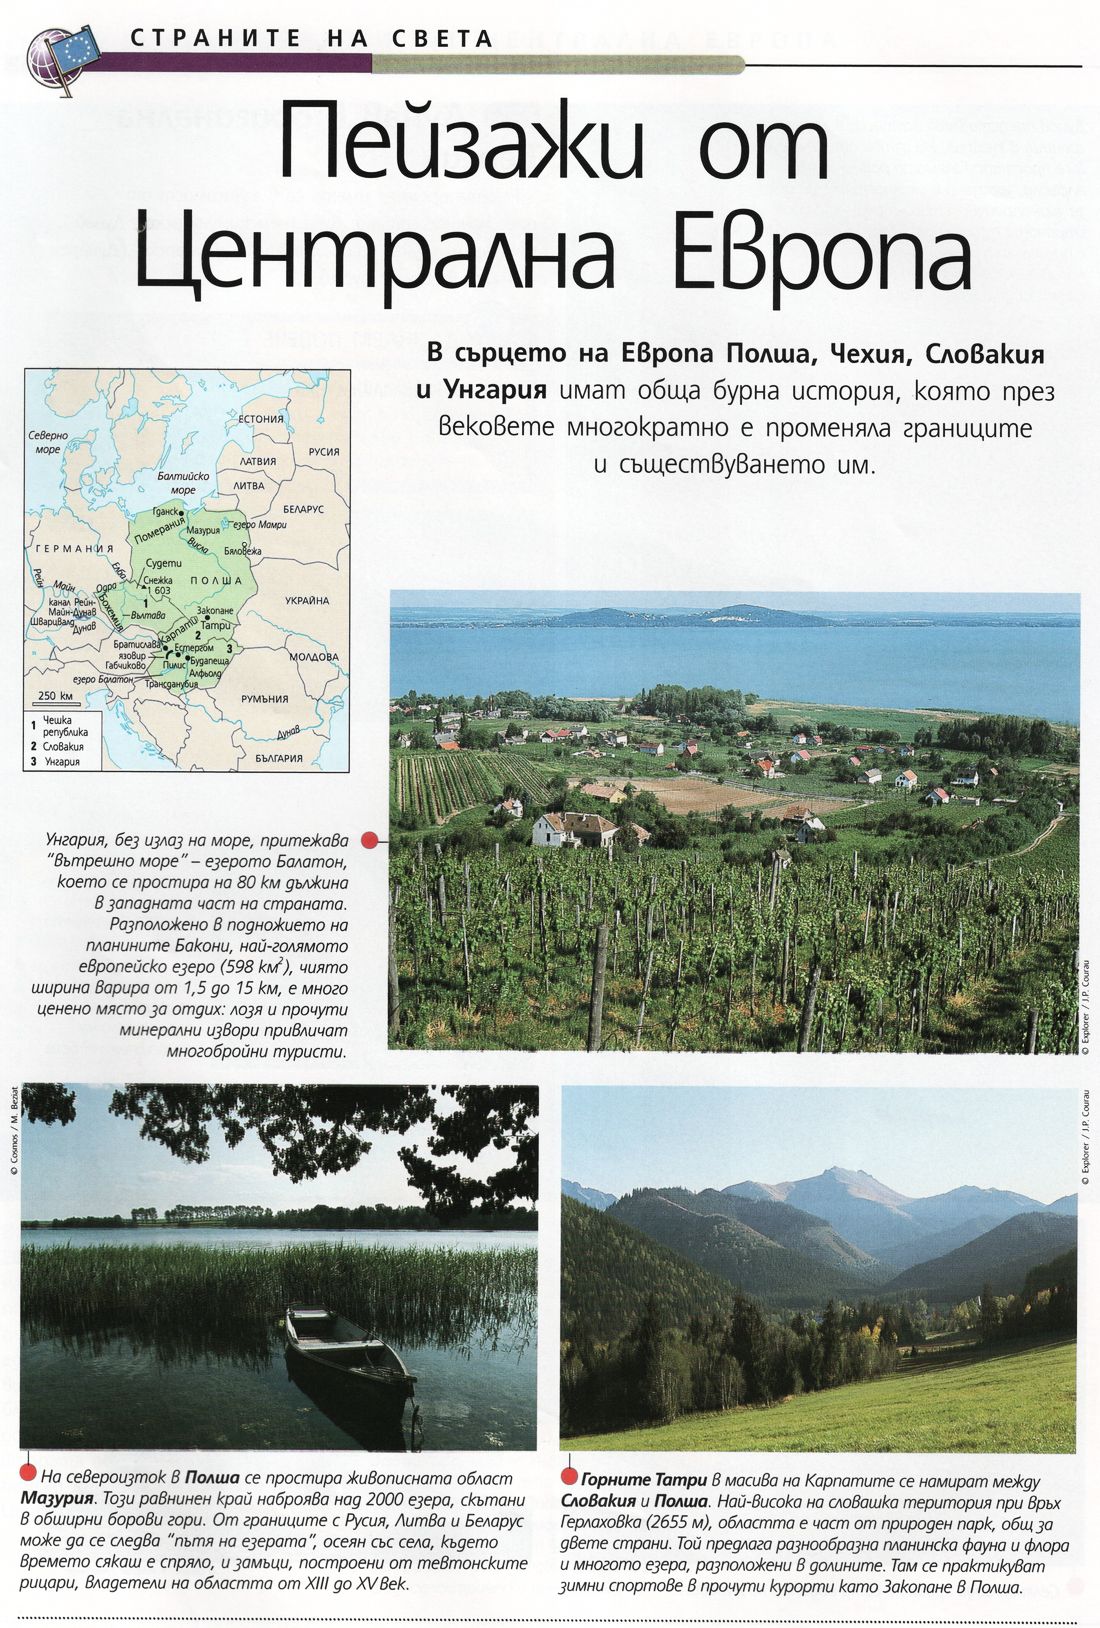 СТРАНИТЕ НА СВЕТА
Пейзажи от
Централна Европа
В сърцето на Европа Полша, Чехия, Словакия
и Унгария имат обща бурна история, която през
вековете многократно е променяла границите
и съществуването им.
Северно
море
ЕСТОНИЯ
РУСИЯ
ЛАТВИЯ
Балтийско
море
ЛИТВА
БЕЛАРУС
Гданск
Померания
Мазурия
езеро Мамри
Висла
Бяловежа
ГЕРМАНИЯ
Елба
Судети
Рейн
Майн
Одра
Снежка
1 603
ПОЛША
канал Рейн-
Майн-Дунав
Бохемия
1
Вълтава
Закопане
Татри
УКРАЙНА
Шварцвалд
Дунав
Карпати
2
Братислава
Естергом
3
язовир
Габчиково
Пилис
Будапеща
МОЛДОВА
езеро Балатон
Алфьолд
Трансданубия
250 км
РУМЪНИЯ
Дунав
БЪЛГАРИЯ
1 Чешка
република
2 Словакия
3 Унгария
Унгария, без излаз на море, притежава
“Вътрешно море” – езерото Балатон,
което се простира на 80 км дължина
в западната част на страната.
Разположено в подножието на
планините Бакони, най-голямото
европейско езеро (598 км²), чиято
ширина варира от 1,5 до 15 км, е много
ценено място за отдих: лозя и прочути
минерални извори привличат
многобройни туристи.
© Explorer / J.P. Courau
© Cosmos / M. Beziat
© Explorer / J.P. Courau
На североизток в Полша се простира живописната област
Мазурия. Този равнинен край наброява над 2000 езера, скътани
в обширни борови гори. От границите с Русия, Литва и Беларус
може да се следва “пътя на езерата”, осеян със села, където
времето сякаш е спряло, и замъци, построени от тевтонските
рицари, владетели на областта от XIII до XV век.
Горните Татри в масива на Карпатите се намират между
Словакия и Полша. Най-висока на словашка територия при връх
Герлаховка (2655 м), областта е част от природен парк, общ за
двете страни. Той предлага разнообразна планинска фауна и флора
и многото езера, разположени в долините. Там се практикуват
зимни спортове в прочути курорти като Закопане в Полша.